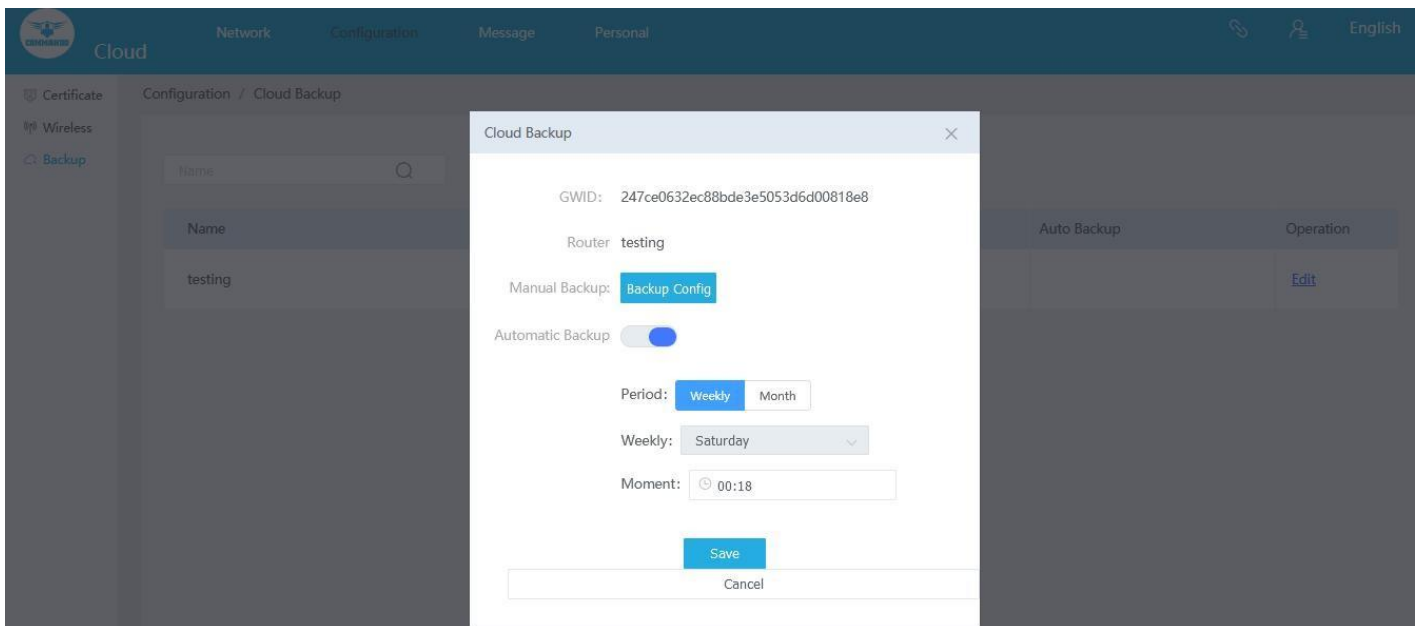 COMMANDO
Cloud
Network
Configuration
Message
Personal
English
Certificate
Wireless
Backup
Configuration / Cloud Backup
Name
Name
Auto Backup
Operation
testing
Edit
Cloud Backup
GWID: 247ce0632ec88bde3e5053d6d00818e8
Router testing
Manual Backup: Backup Config
Automatic Backup
Period: Weekly Month
Weekly: Saturday
Moment: 00:18
Save
Cancel